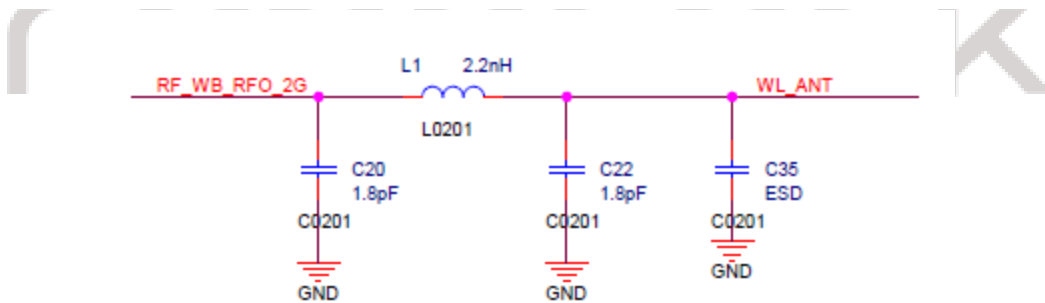 L1 2.2nH
RF_WB_RFO_2G
WL_ANT
L0201
C20
1.8pF
C0201
GND
C22
1.8pF
C0201
GND
C35
ESD
C0201
GND